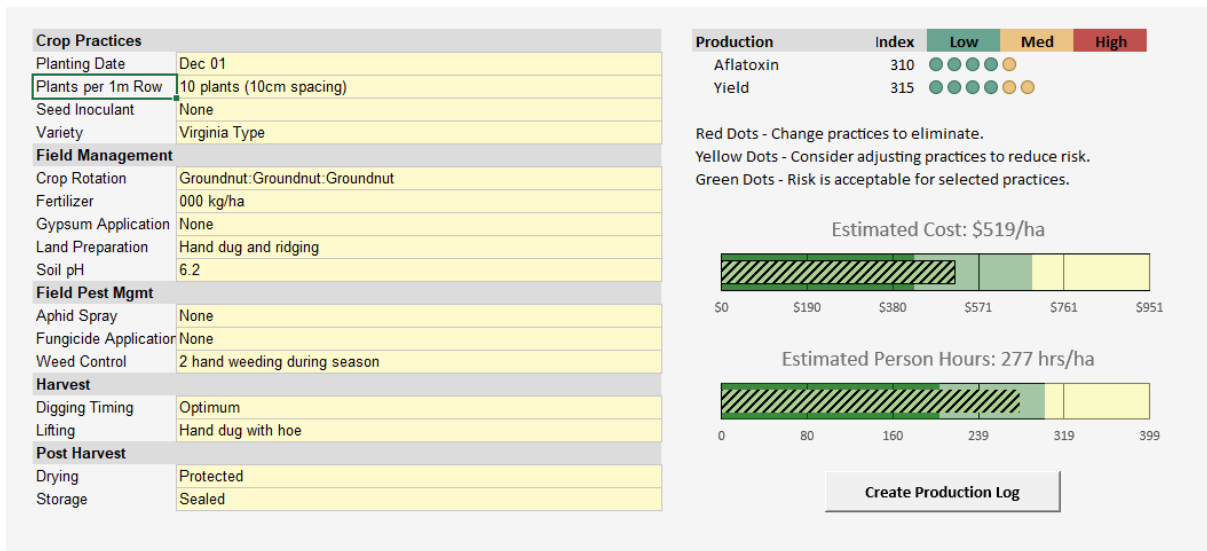 Crop Practices
Planting Date Dec 01
Plants per 1m Row 10 plants (10cm spacing)
Seed Inoculant None
Variety Virginia Type
Field Management
Crop Rotation Groundnut:Groundnut:Groundnut
Fertilizer 000 kg/ha
Gypsum Application None
Land Preparation Hand dug and ridging
Soil pH 6.2
Field Pest Mgmt
Aphid Spray None
Fungicide Application None
Weed Control 2 hand weeding during season
Harvest
Digging Timing Optimum
Lifting Hand dug with hoe
Post Harvest
Drying Protected
Storage Sealed
Production Index Low Med High
Aflatoxin 310
Yield 315
Red Dots - Change practices to eliminate.
Yellow Dots - Consider adjusting practices to reduce risk.
Green Dots - Risk is acceptable for selected practices.
Estimated Cost: $519/ha
$0 $190 $380 $571 $761 $951
Estimated Person Hours: 277 hrs/ha
0 80 160 239 319 399
Create Production Log